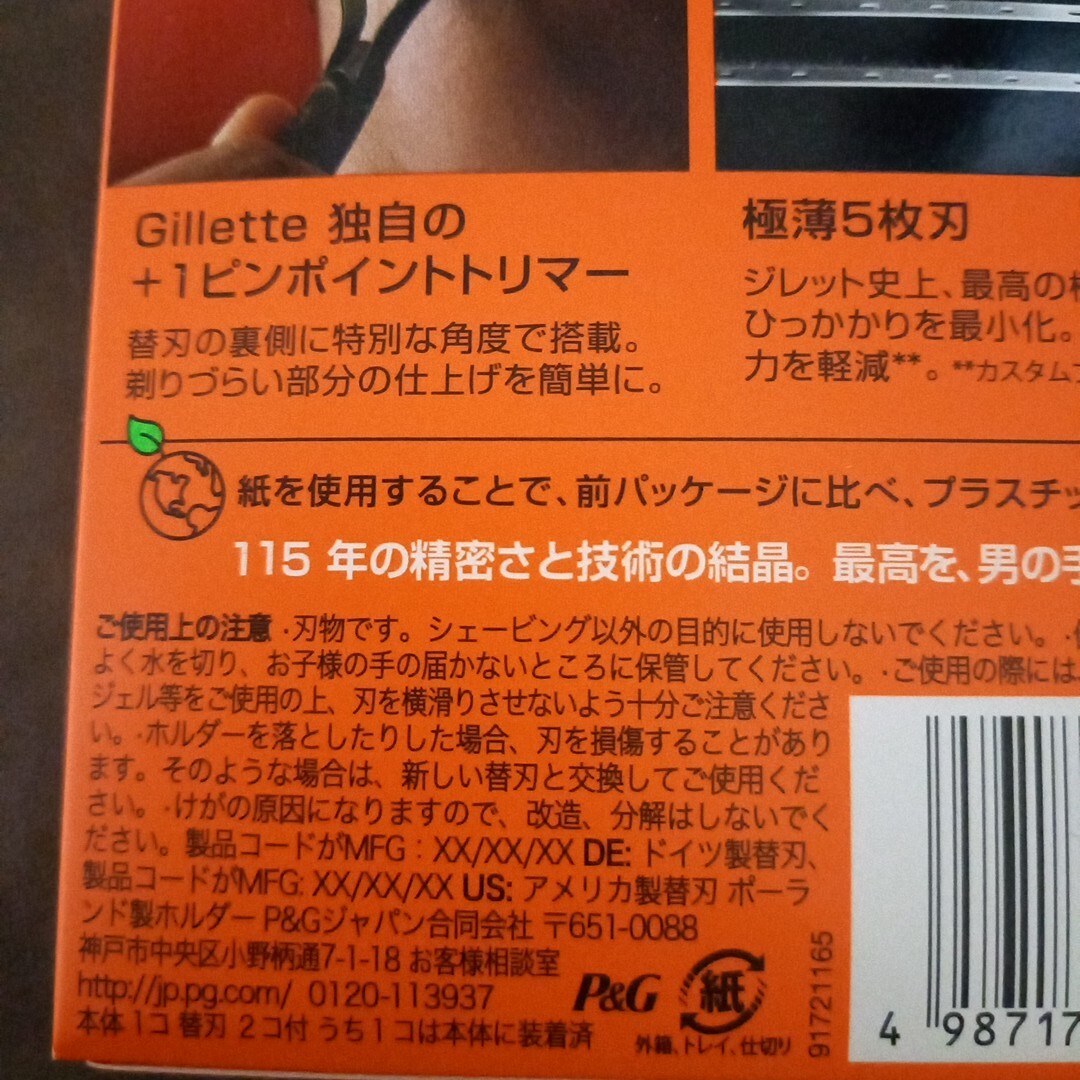 Gillette 独自の
+1ピンポイントトリマー
替刃の裏側に特別な角度で搭載。
剃りづらい部分の仕上げを簡単に。
極薄5枚刃
ジレット史上、最高の
ひっかかりを最小化。
力を軽減**。**カスタム
紙を使用することで、前パッケージに比べ、プラスチッ
115 年の精密さと技術の結晶。最高を、男の手
ご使用上の注意 ·刃物です。シェービング以外の目的に使用しないでください。·
よく水を切り、お子様の手の届かないところに保管してください。·ご使用の際には
ジェル等をご使用の上、刃を横滑りさせないよう十分ご注意くださ
い。·ホルダーを落としたりした場合、刃を損傷することがあり
ます。そのような場合は、新しい替刃と交換してご使用くだ
さい。·けがの原因になりますので、改造、分解はしないでく
ださい。製品コードがMFG : XX/XX/XX DE: ドイツ製替刃、
製品コードがMFG: XX/XX/XX US: アメリカ製替刃 ポーラ
ンド製ホルダー P&Gジャパン合同会社 〒651-0088
神戸市中央区小野柄通7-1-18 お客様相談室
http://jp.pg.com/ 0120-113937
本体1コ 替刃 2コ付 うち1コは本体に装着済
P&G
紙
外箱、トレイ、仕切り
91721165
4 98717